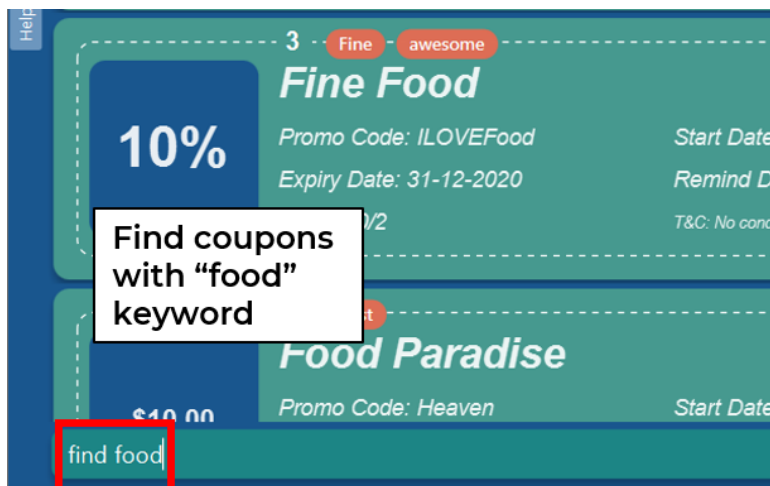 Help
3 Fine awesome
Fine Food
10%
Promo Code: ILOVEFood Start Date
Expiry Date: 31-12-2020 Remind D
0/2 T&C: No cond
Find coupons
with “food”
keyword
Food Paradise
$10.00
Promo Code: Heaven Start Date
find food